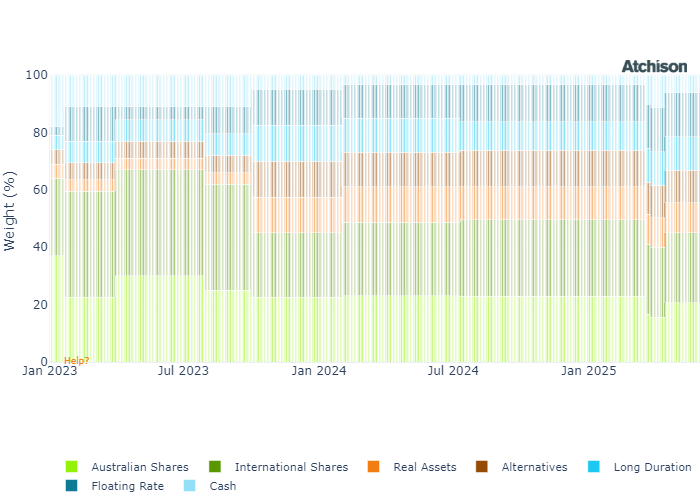 Atchison
100
80
60
40
20
0
Weight (%)
Help?
Jan 2023 Jul 2023 Jan 2024 Jul 2024 Jan 2025
Australian Shares International Shares Real Assets Alternatives Long Duration
Floating Rate Cash